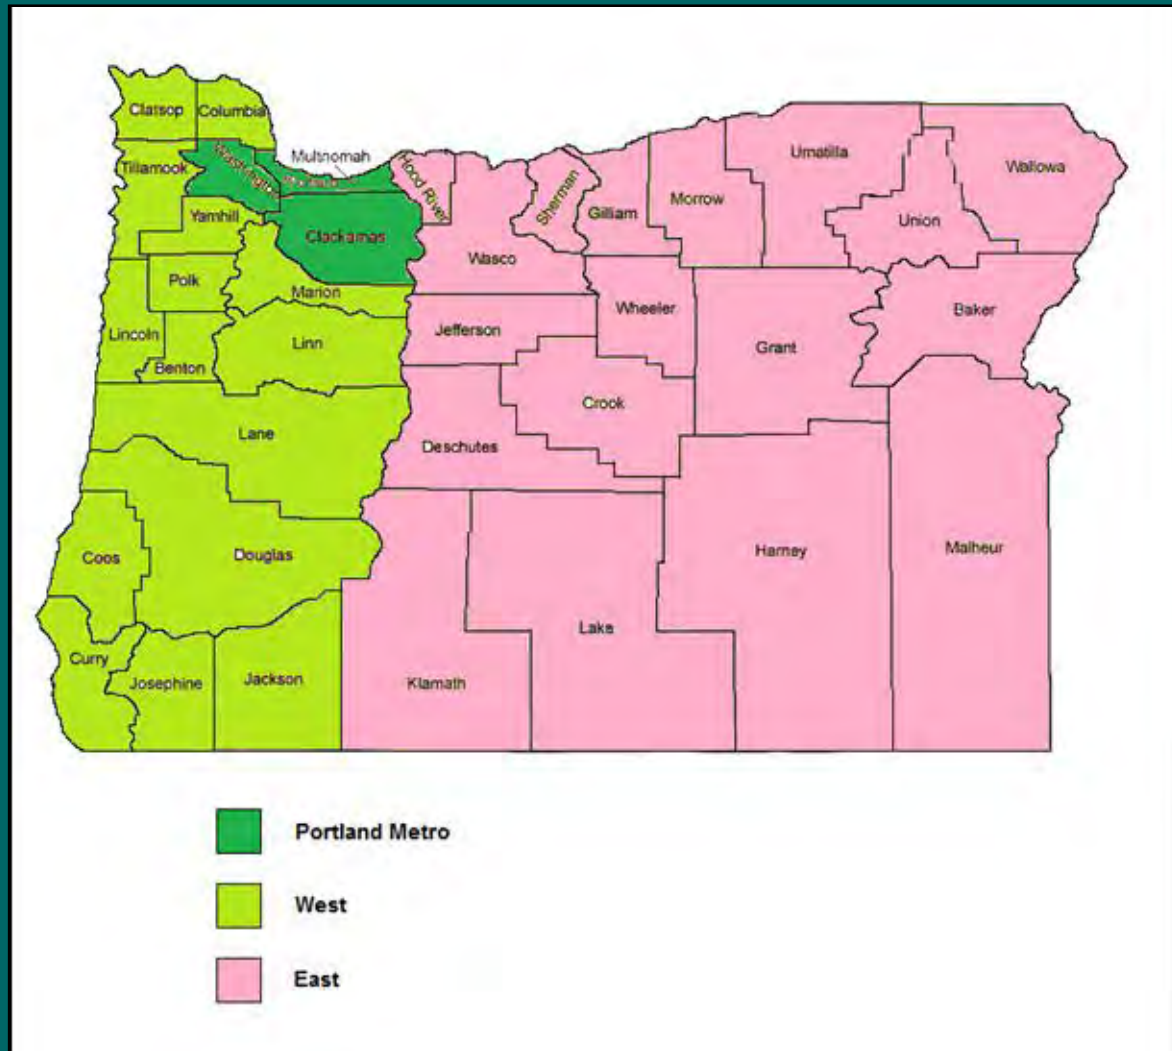 Clatsop
Columbia
Multnomah
Washington
Tillamook
Hood River
Sherman
Umatilla
Wallowa
Morrow
Gilliam
Union
Yamhill
Clackamas
Wasco
Polk
Marion
Wheeler
Baker
Lincoln
Jefferson
Linn
Grant
Benton
Crook
Lane
Deschutes
Coos
Douglas
Harney
Malheur
Lake
Curry
Josephine
Jackson
Klamath
Portland Metro
West
East